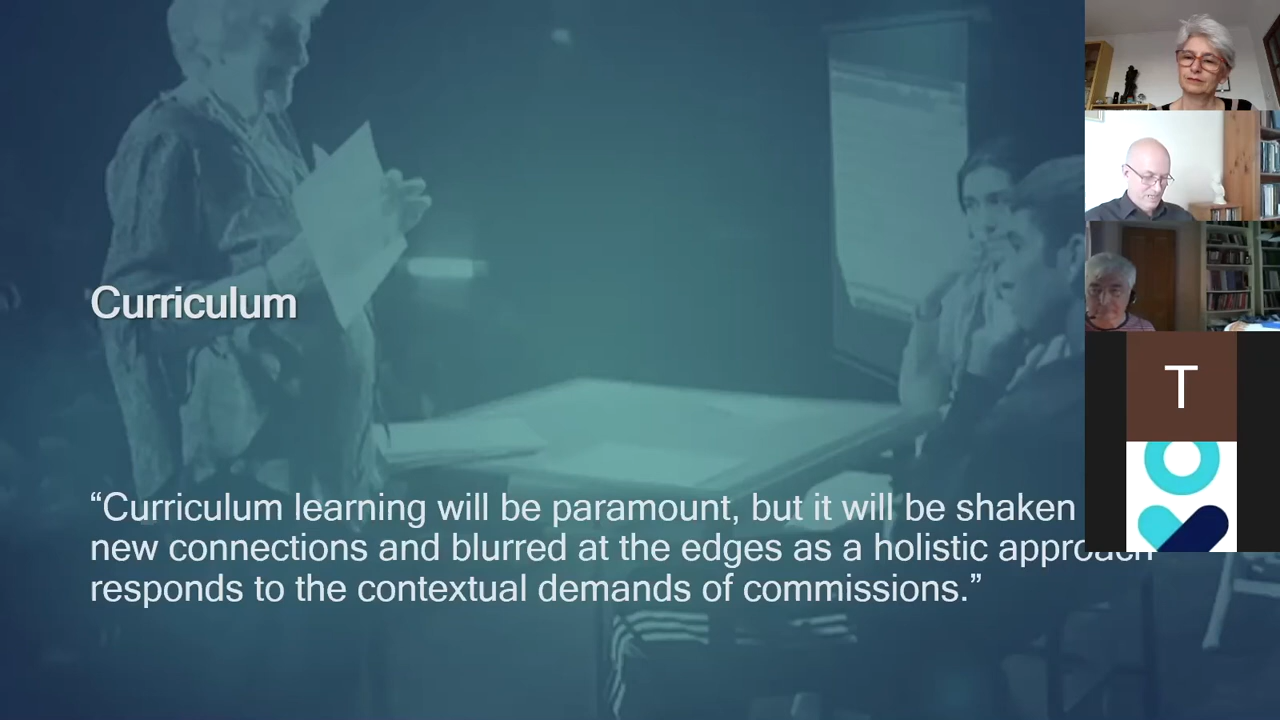 Curriculum
“Curriculum learning will be paramount, but it will be shaken
new connections and blurred at the edges as a holistic approach
responds to the contextual demands of commissions.”
T